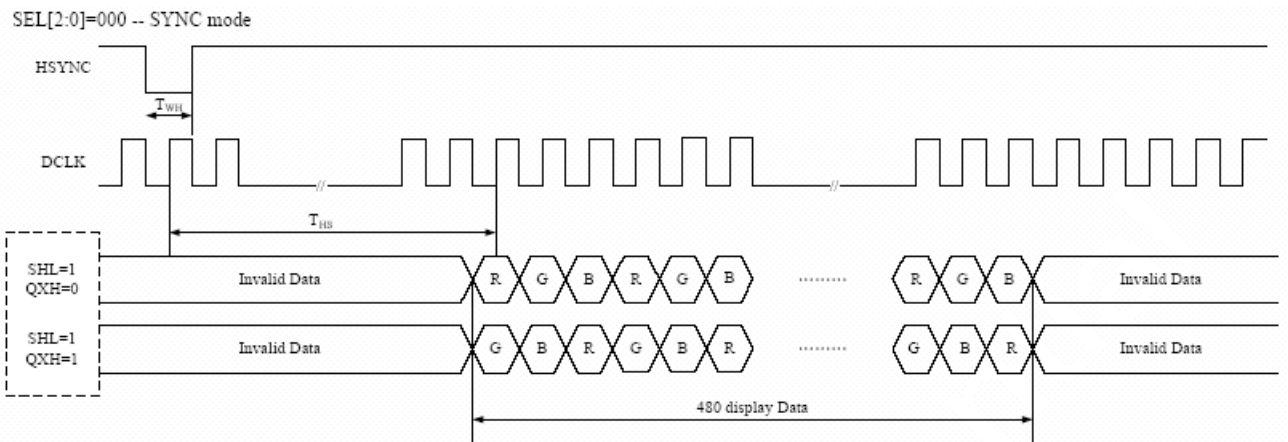 SEL[2:0]=000 -- SYNC mode
HSYNC
TWH
DCLK
//
//
THS
SHL=1
QXH=0
Invalid Data
R
G
B
R
G
B
.........
R
G
B
Invalid Data
SHL=1
QXH=1
Invalid Data
G
B
R
G
B
R
.........
G
B
R
Invalid Data
480 display Data